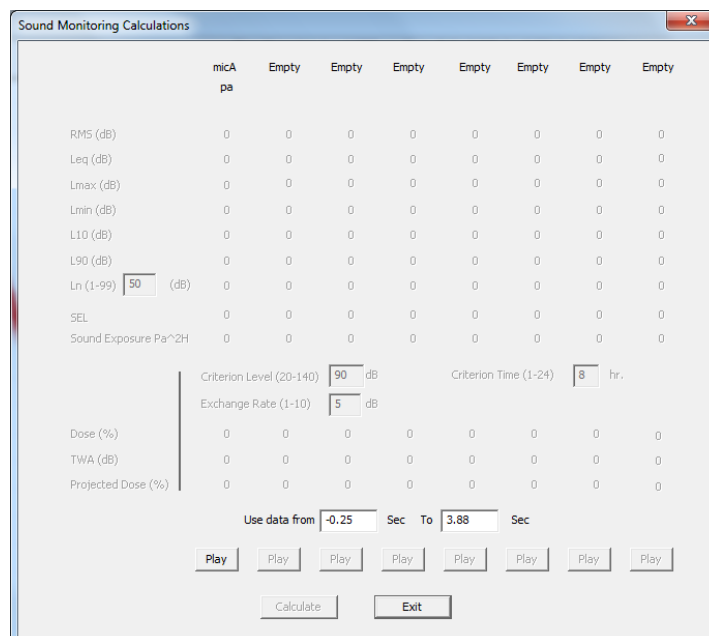 Sound Monitoring Calculations
x
micA Empty Empty Empty Empty Empty Empty Empty
pa
RMS (dB) 0 0 0 0 0 0 0 0
Leq (dB) 0 0 0 0 0 0 0 0
Lmax (dB) 0 0 0 0 0 0 0 0
Lmin (dB) 0 0 0 0 0 0 0 0
L10 (dB) 0 0 0 0 0 0 0 0
L90 (dB) 0 0 0 0 0 0 0 0
Ln (1-99) 50 (dB) 0 0 0 0 0 0 0 0
SEL 0 0 0 0 0 0 0 0
Sound Exposure Pa^2H 0 0 0 0 0 0 0 0
Criterion Level (20-140) 90 dB Criterion Time (1-24) 8 hr.
Exchange Rate (1-10) 5 dB
Dose (%) 0 0 0 0 0 0 0 0
TWA (dB) 0 0 0 0 0 0 0 0
Projected Dose (%) 0 0 0 0 0 0 0 0
Use data from -0.25 Sec To 3.88 Sec
Play Play Play Play Play Play Play Play
Calculate Exit